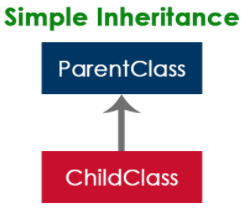 Simple Inheritance
ParentClass
ChildClass